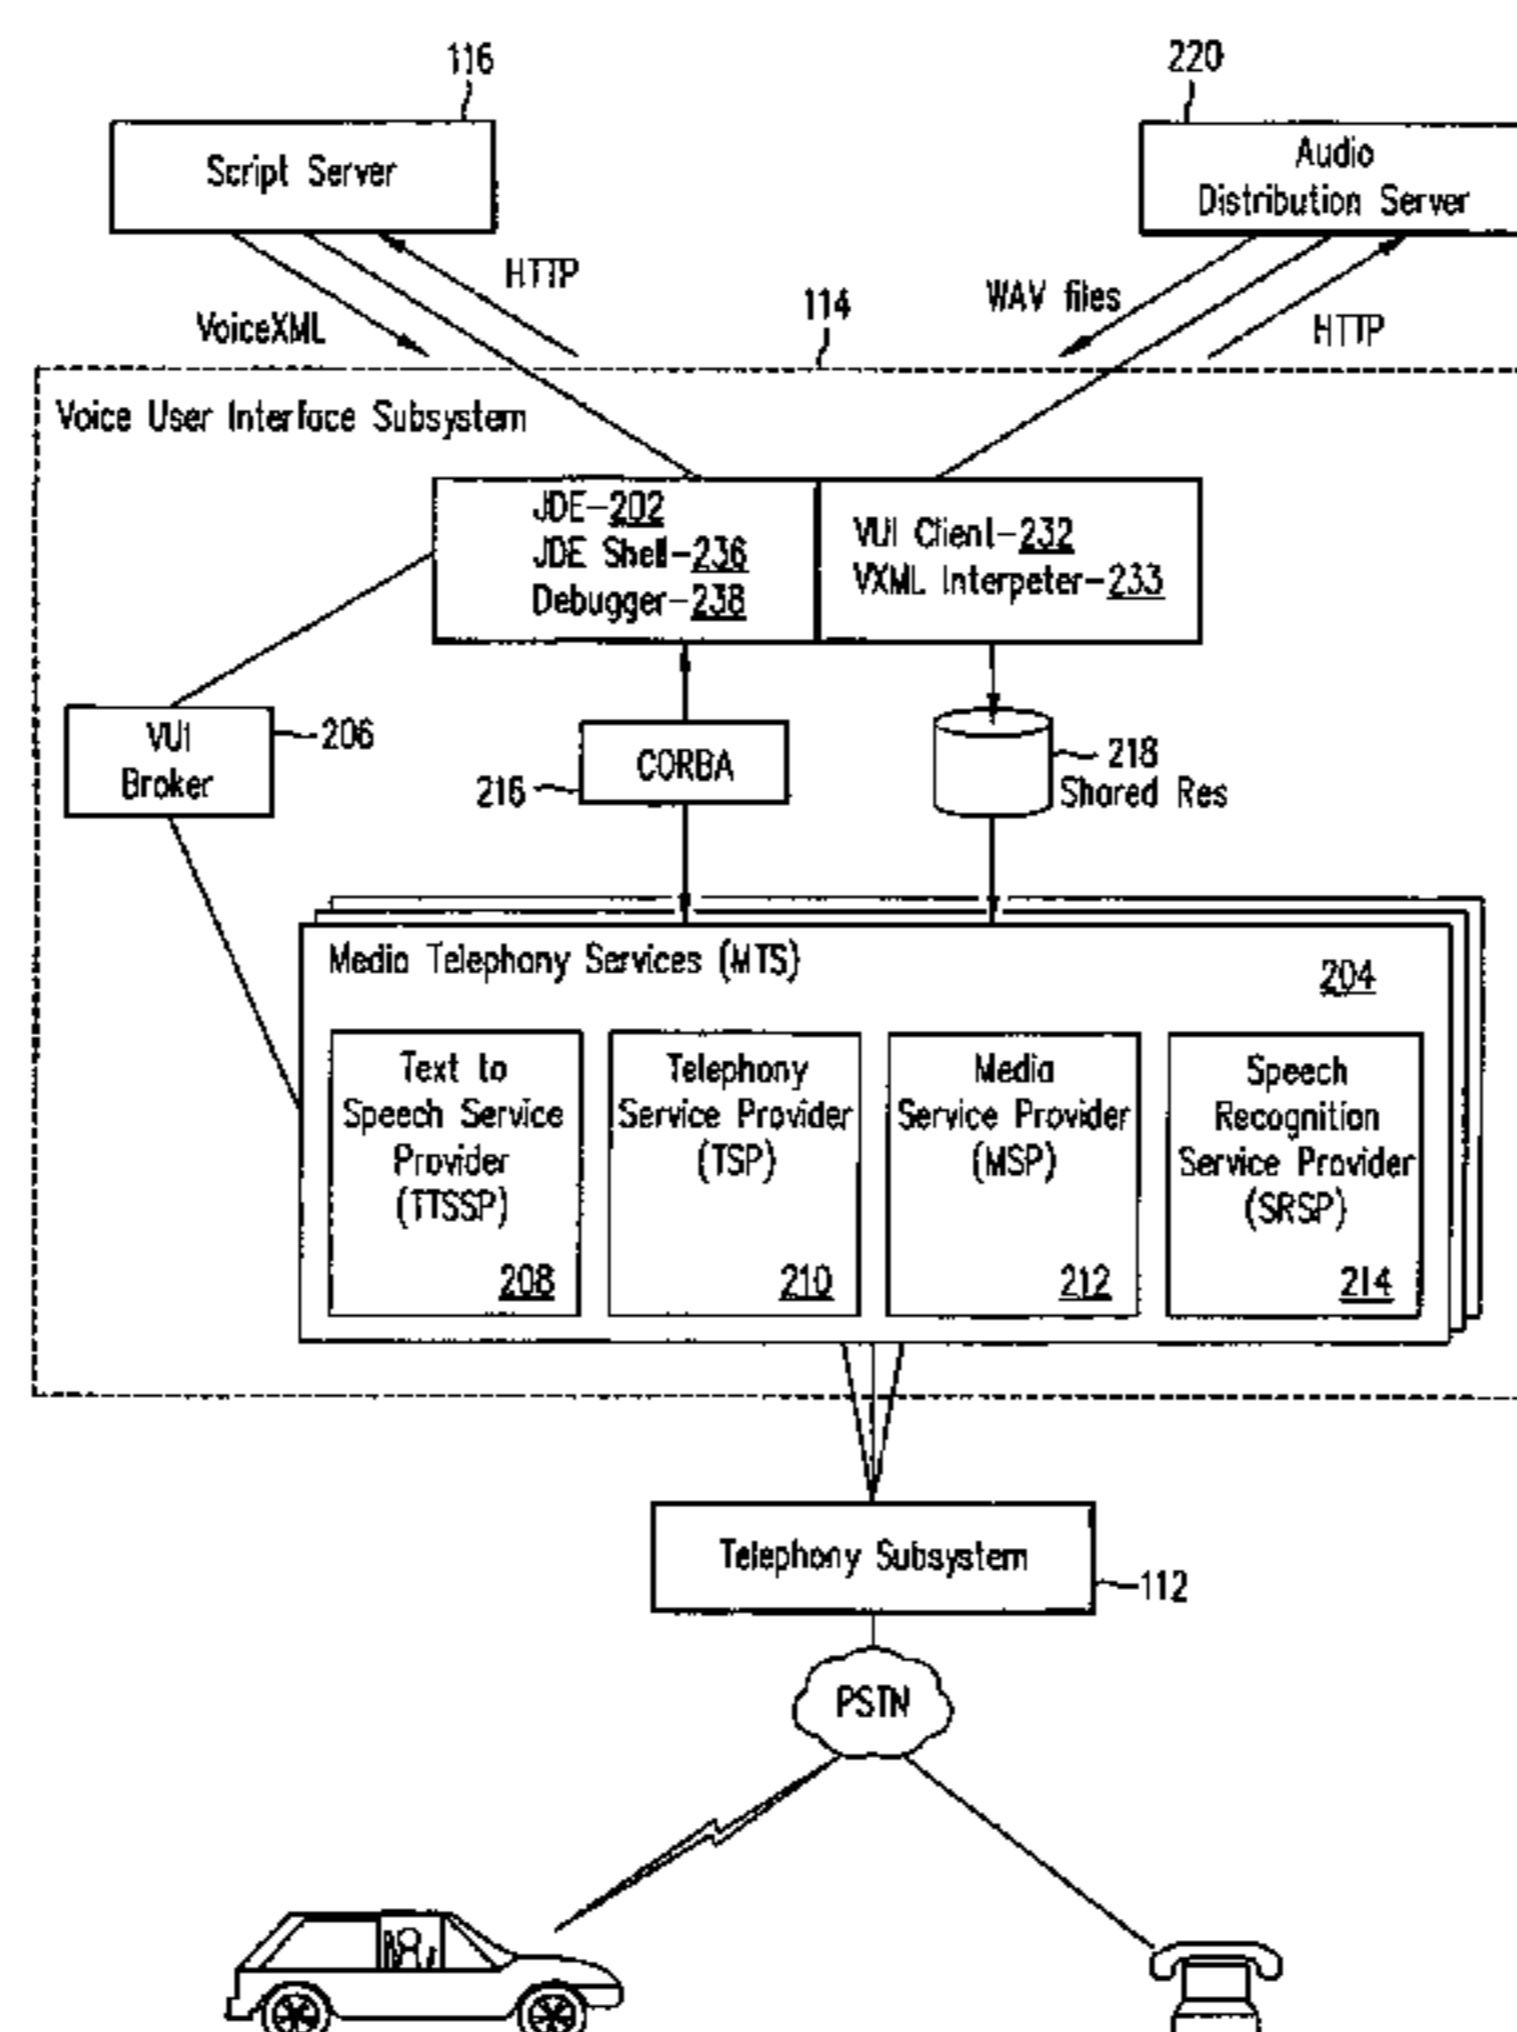 116
220
Script Server
Audio
Distribution Server
HTTP
VoiceXML
WAV files
HTTP
114
Voice User Interface Subsystem
JDE-202
JDE Shell-236
Debugger-238
VUI Client-232
VXML Interpeter-233
VUI
Broker
206
CORBA
216
218
Shared Res
Media Telephony Services (MTS)
204
Text to
Speech Service
Provider
(TTSSP)
208
Telephony
Service Provider
(TSP)
210
Media
Service Provider
(MSP)
212
Speech
Recognition
Service Provider
(SRSP)
214
Telephony Subsystem
112
PSTN